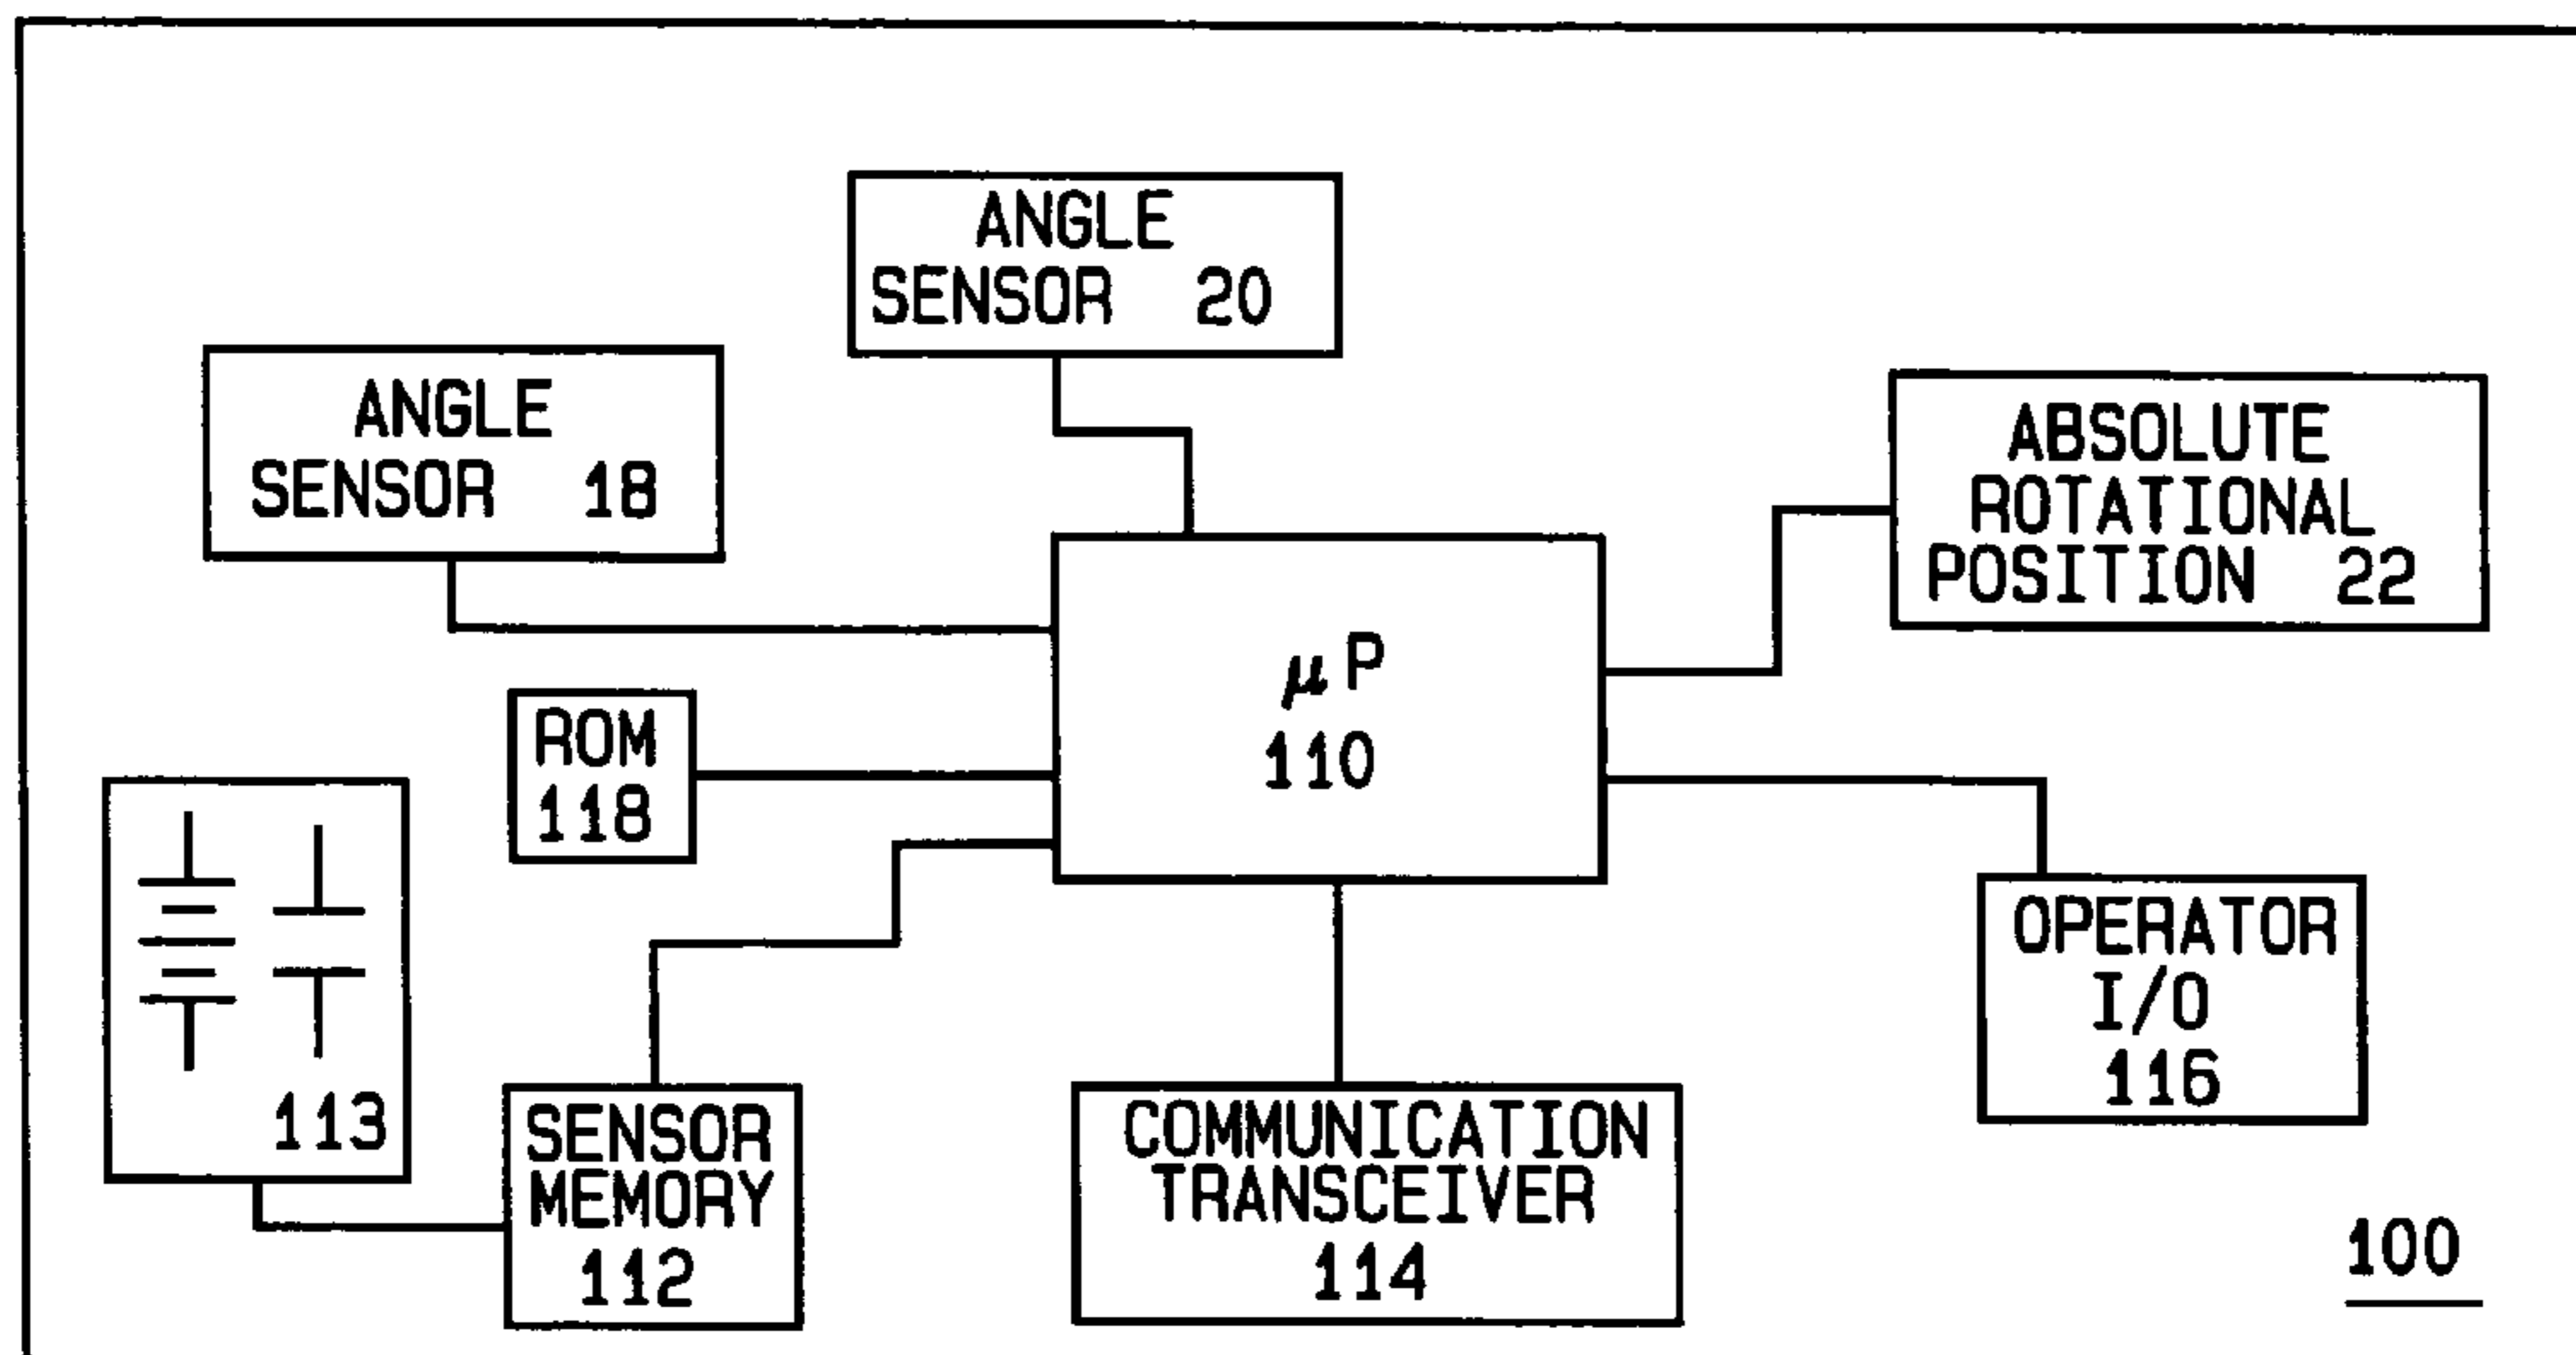 ANGLE
SENSOR 20
ANGLE
SENSOR 18
ABSOLUTE
ROTATIONAL
POSITION 22
μP
110
ROM
118
OPERATOR
I/O
116
113
SENSOR
MEMORY
112
COMMUNICATION
TRANSCEIVER
114
100